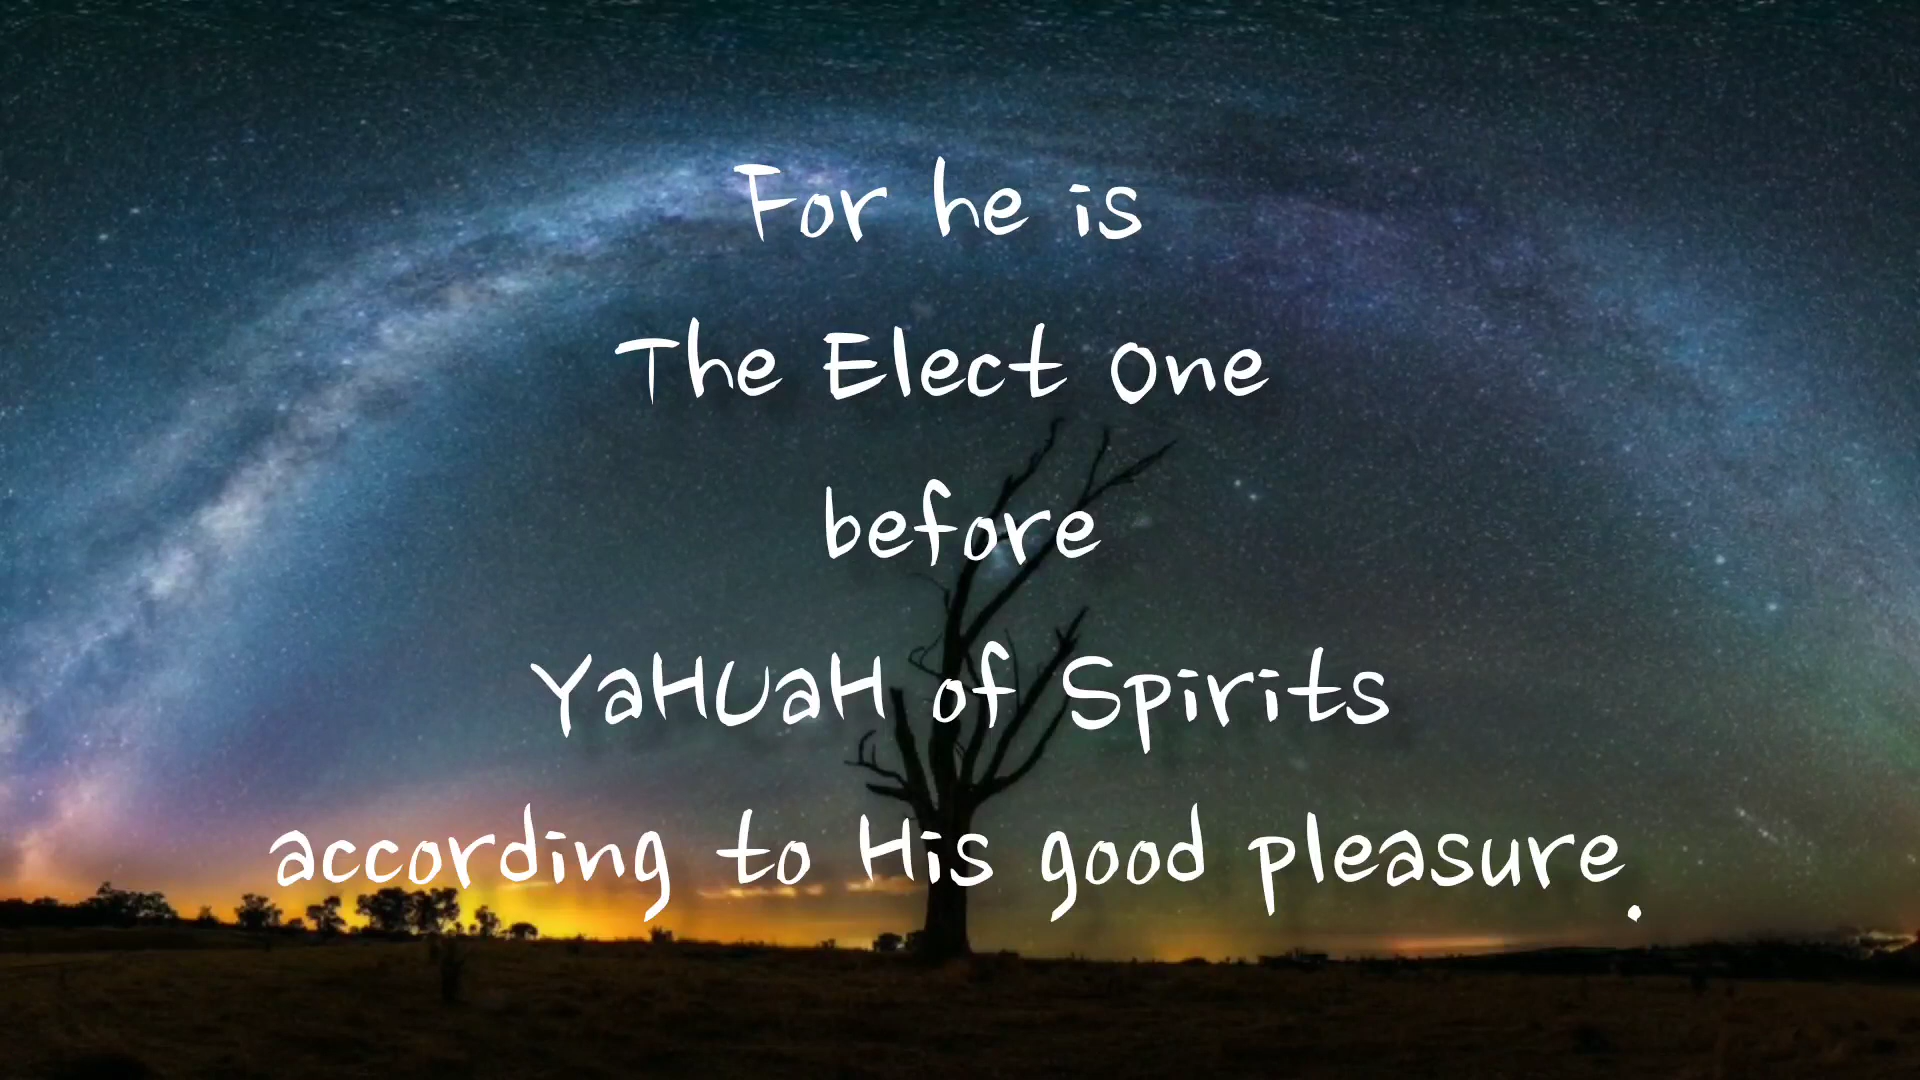 For he is
The Elect One
before
YaHUaH of Spirits
according to His good pleasure.